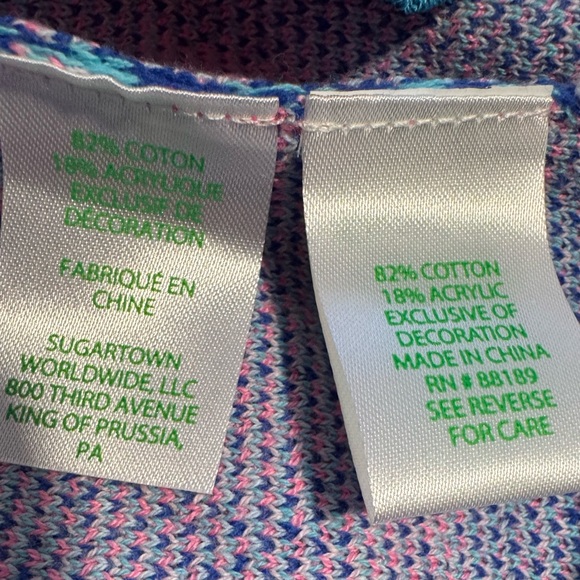 82% COTON
18% ACRYLIQUE
EXCLUSIF DE
DÉCORATION
FABRIQUÉ EN
CHINE
SUGARTOWN
WORLDWIDE, LLC
800 THIRD AVENUE
KING OF PRUSSIA,
PA
82% COTTON
18% ACRYLIC
EXCLUSIVE OF
DECORATION
MADE IN CHINA
RN # 88189
SEE REVERSE
FOR CARE